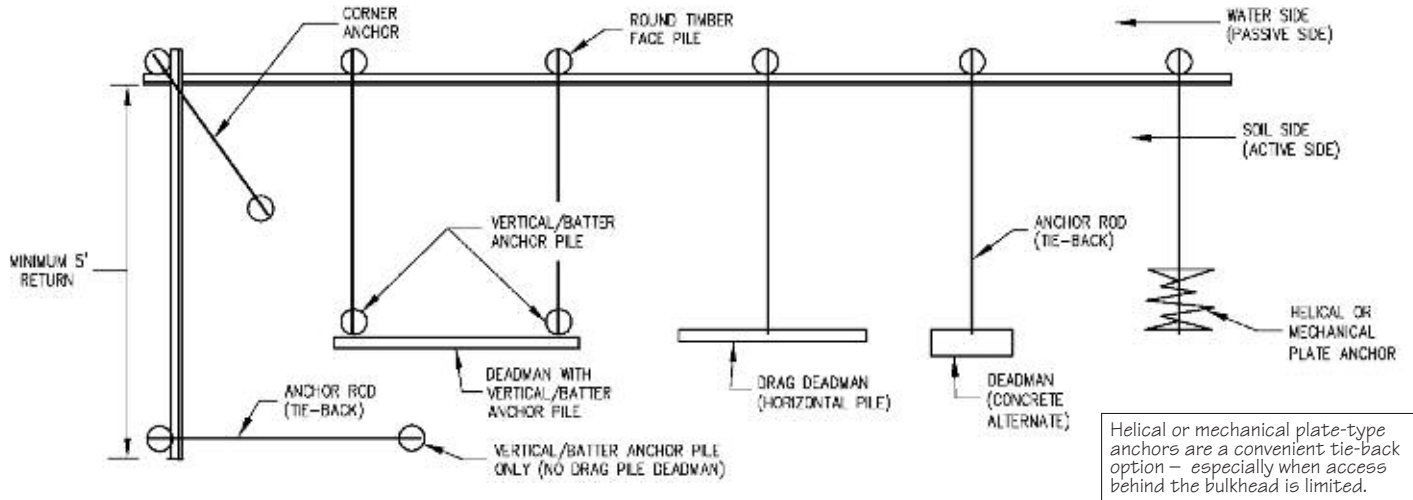 CORNER
ANCHOR
ROUND TIMBER
FACE PILE
WATER SIDE
(PASSIVE SIDE)
SOIL SIDE
(ACTIVE SIDE)
VERTICAL/BATTER
ANCHOR PILE
ANCHOR ROD
(TIE-BACK)
MINIMUM 5'
RETURN
HELICAL OR
MECHANICAL
PLATE ANCHOR
DEADMAN WITH
VERTICAL/BATTER
ANCHOR PILE
DRAG DEADMAN
(HORIZONTAL PILE)
DEADMAN
(CONCRETE
ALTERNATE)
ANCHOR ROD
(TIE-BACK)
VERTICAL/BATTER ANCHOR PILE
ONLY (NO DRAG PILE DEADMAN)
Helical or mechanical plate-type
anchors are a convenient tie-back
option – especially when access
behind the bulkhead is limited.